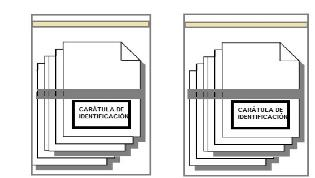 CARÁTULA DE
IDENTIFICACIÓN
CARÁTULA DE
IDENTIFICACIÓN